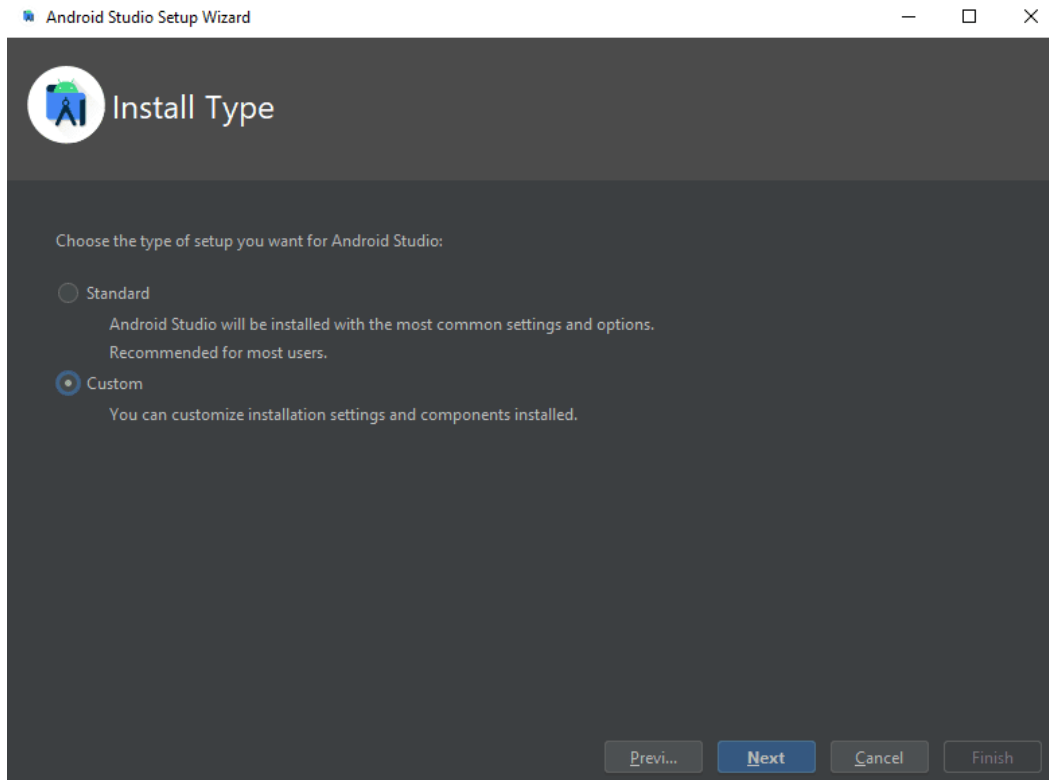 Android Studio Setup Wizard
Install Type
Choose the type of setup you want for Android Studio:
Standard
Android Studio will be installed with the most common settings and options.
Recommended for most users.
Custom
You can customize installation settings and components installed.
Previ... Next Cancel Finish